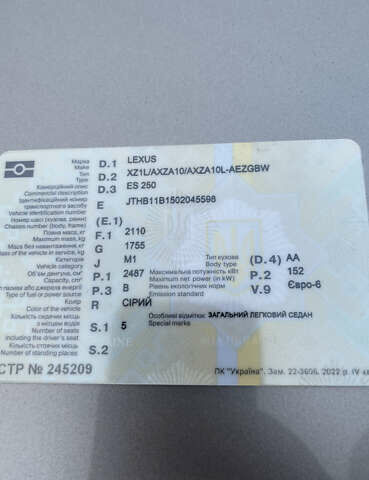 Марка
Make D.1 LEXUS
Тип
Type D.2 XZ1L/AXZA10/AXZA10L-AEZGBW
Комерційний опис
Commercial description D.3 ES 250
Ідентифікаційний номер
транспортного засобу E JTHB11B1502045598
Vehicle identification number
Номер шасі (кузова, рами)
Chassis number (body, frame) (E.1)
Повна маса
Maximum mass, kg F.1 2110
Маса без навантаження, кг
Mass of the vehicle in service, kg G 1755
Категорія
Vehicle category J M1 Тип кузова
Body type (D.4) AA
Об'єм двигуна, см³
Capacity, cm³ P.1 2487 Максимальна потужність кВт
Maximum net power (in kW) P.2 152
пального або джерело енергії
Type of fuel or power source P.3 B Рівень екологічних норм
Emission standard V.9 Євро-6
Колір
Color of the vehicle R СІРИЙ
Кількість сидячих місць
з місцем водія
Number of seats
including the driver's seat S.1 5 Особливі відмітки: ЗАГАЛЬНИЙ ЛЕГКОВИЙ СЕДАН
Special marks
Кількість стоячих місць
Number of standing places S.2
СТР № 245209
ПК "Україна". Зам. 22-3606. 2022 р. IV кв